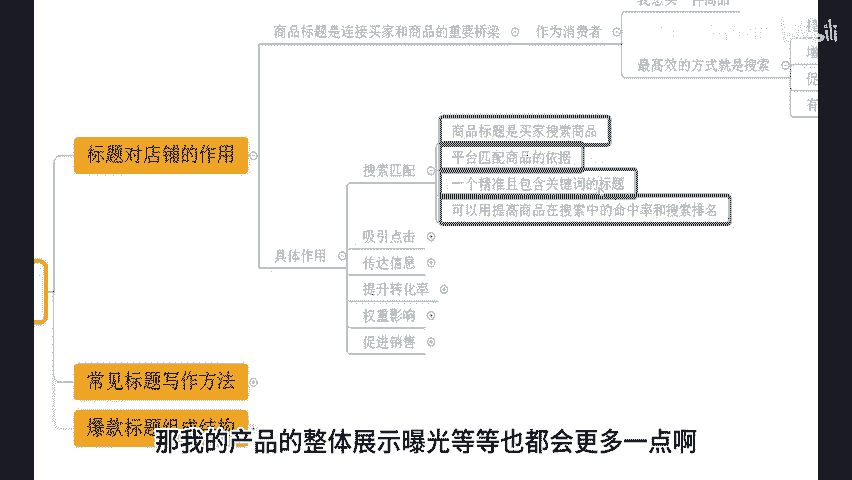 商品标题是连接买家和商品的重要桥梁
作为消费者
我想买一件商品
最高效的方式就是搜索
增
促
有
标题对店铺的作用
搜索匹配
商品标题是买家搜索商品
平台匹配商品的依据
一个精准且包含关键词的标题
可以用提高商品在搜索中的命中率和搜索排名
具体作用
吸引点击
传达信息
提升转化率
权重影响
促进销售
常见标题写作方法
爆款标题组成结构
那我的产品的整体展示曝光等等也都会更多一点啊